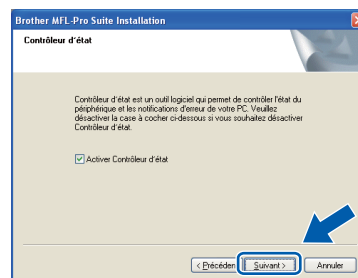 Brother MFL-Pro Suite Installation
Contrôleur d'état
Contrôleur d'état est un outil logiciel qui permet de contrôler l'état du
périphérique et les notifications d'erreur de votre PC. Veuillez
désactiver la case à cocher ci-dessous si vous souhaitez désactiver
Contrôleur d'état.
Activer Contrôleur d'état
< Précéden
Suivant >
Annuler